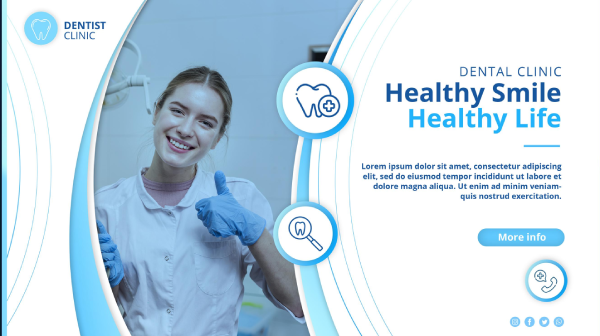 DENTIST
CLINIC
DENTAL CLINIC
Healthy Smile
Healthy Life
Lorem ipsum dolor sit amet, consectetur adipiscing
elit, sed do eiusmod tempor incididunt ut labore et
dolore magna aliqua. Ut enim ad minim veniam-
quis nostrud exercitation.
More info